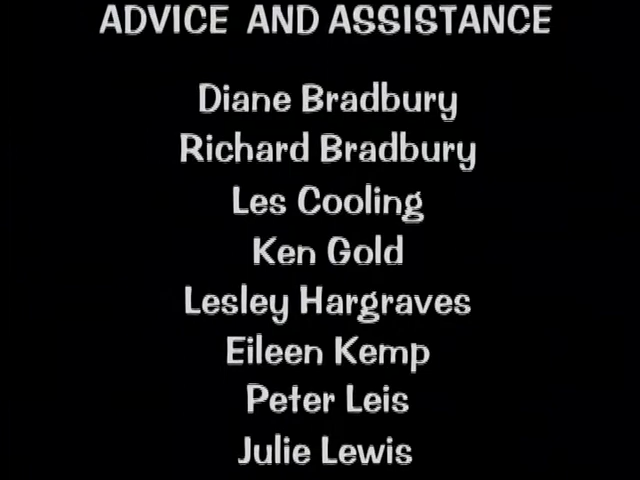 ADVICE AND ASSISTANCE
Diane Bradbury
Richard Bradbury
Les Cooling
Ken Gold
Lesley Hargraves
Eileen Kemp
Peter Leis
Julie Lewis